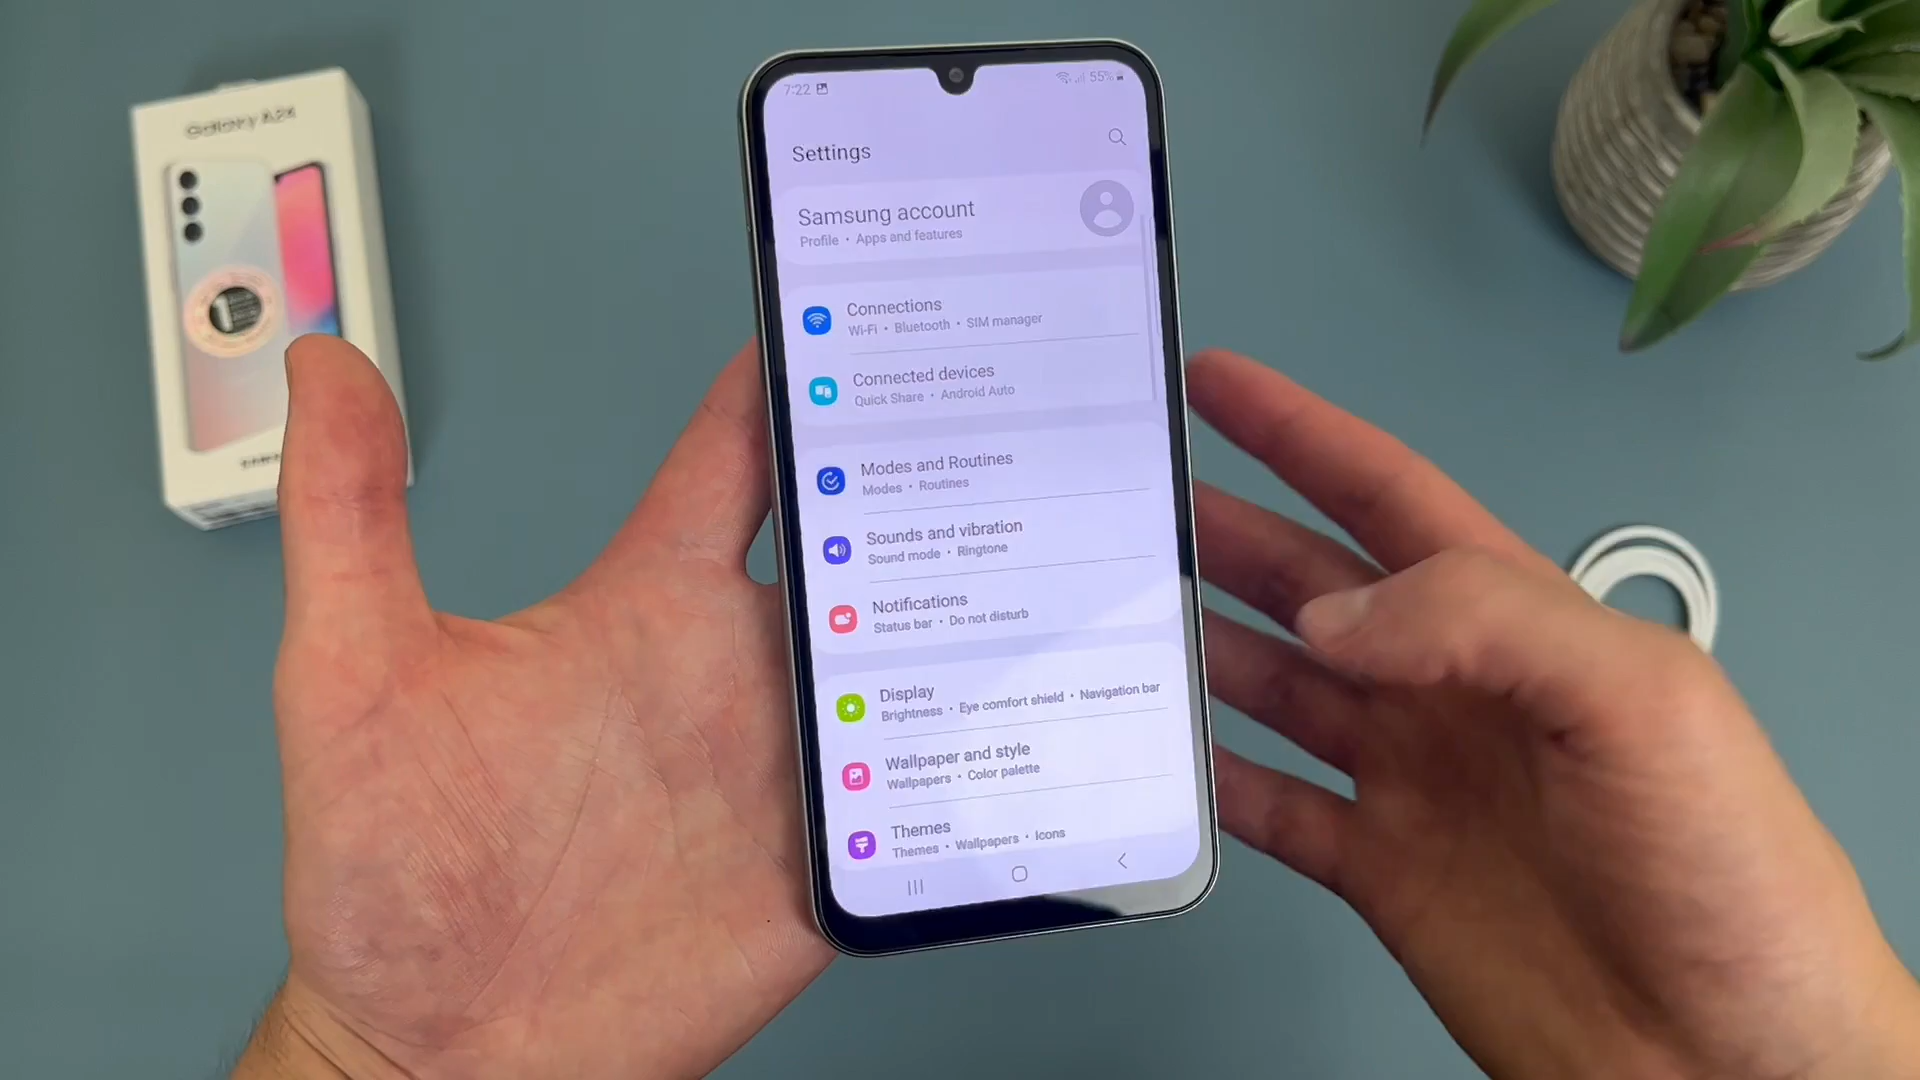 Galaxy A24
7:22
55%
Settings
Samsung account
Profile • Apps and features
Connections
Wi-Fi • Bluetooth • SIM manager
Connected devices
Quick Share • Android Auto
Modes and Routines
Modes • Routines
Sounds and vibration
Sound mode • Ringtone
Notifications
Status bar • Do not disturb
Display
Brightness • Eye comfort shield • Navigation bar
Wallpaper and style
Wallpapers • Color palette
Themes
Themes • Wallpapers • Icons